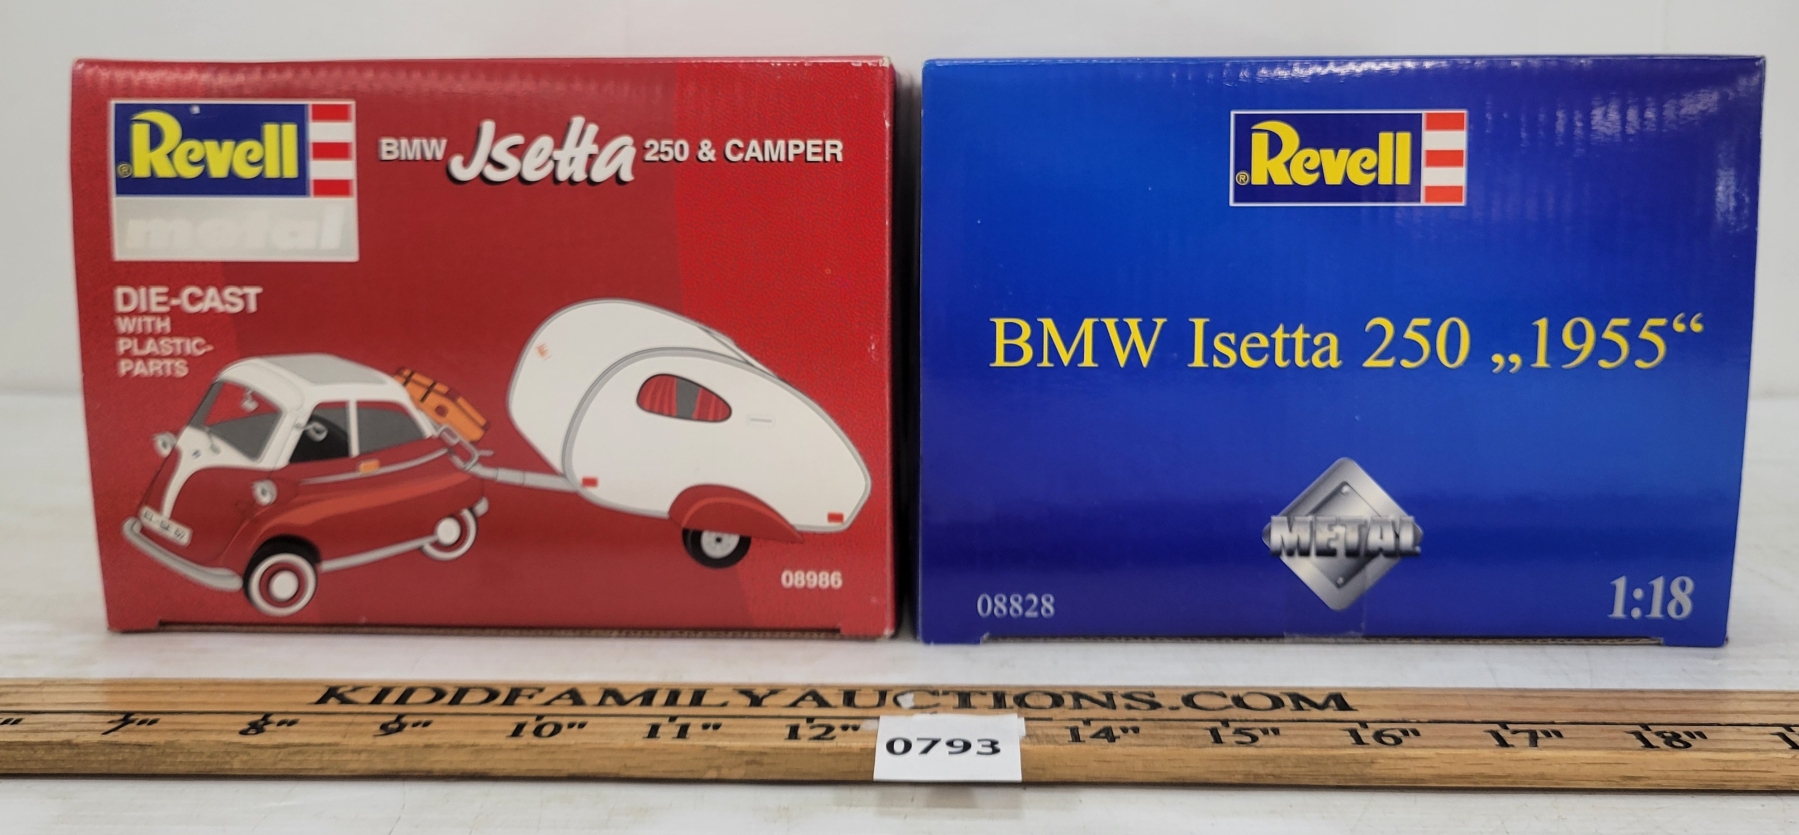 Revell
metal
BMW Isetta 250 & CAMPER
DIE-CAST
WITH
PLASTIC-
PARTS
08986
® Revell
BMW Isetta 250 „1955“
METAL
08828
1:18
KIDDFAMILYAUCTIONS.COM
7" 8" 9" 10" 11" 12" 14" 15" 16" 17" 18"
0793